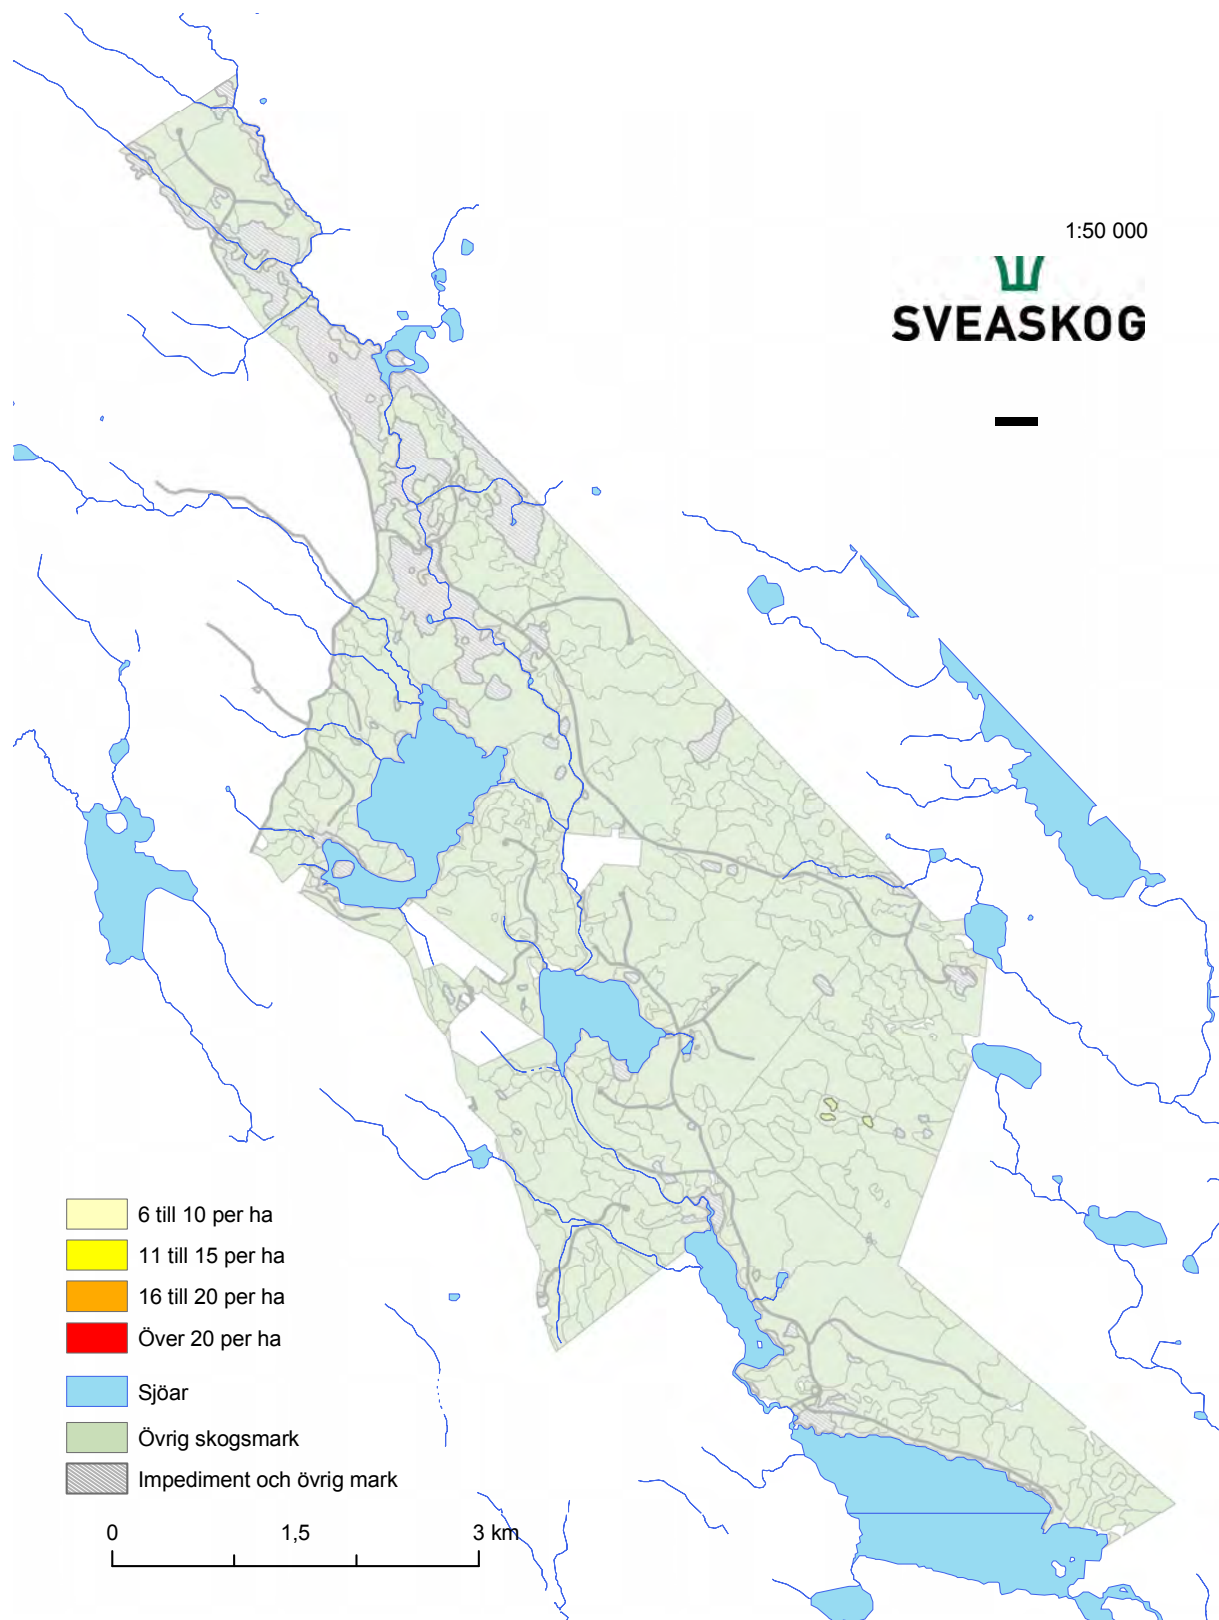 1:50 000
SVEASKOG
6 till 10 per ha
11 till 15 per ha
16 till 20 per ha
Över 20 per ha
Sjöar
Övrig skogsmark
Impediment och övrig mark
0 1,5 3 km